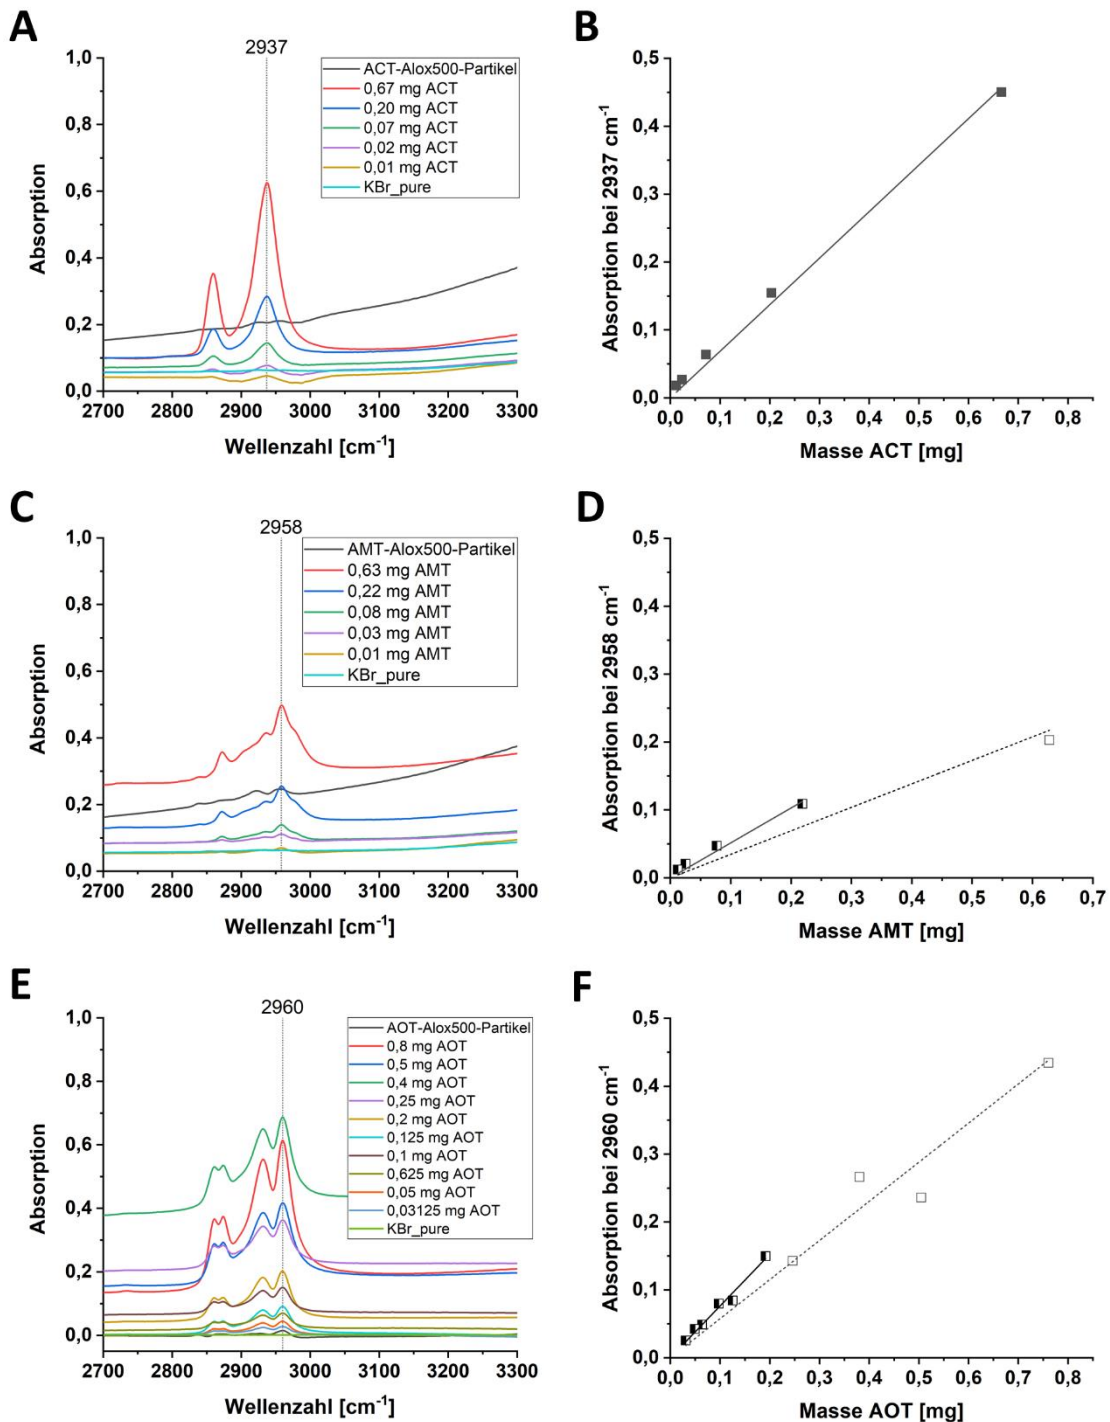 A
2937
ACT-Alox500-Partikel
0,67 mg ACT
0,20 mg ACT
0,07 mg ACT
0,02 mg ACT
0,01 mg ACT
KBr_pure
1,0
0,8
0,6
0,4
0,2
0,0
Absorption
2700 2800 2900 3000 3100 3200 3300
Wellenzahl [cm⁻¹]
B
0,5
0,4
0,3
0,2
0,1
0,0
Absorption bei 2937 cm⁻¹
0,0 0,1 0,2 0,3 0,4 0,5 0,6 0,7 0,8
Masse ACT [mg]
C
2958
AMT-Alox500-Partikel
0,63 mg AMT
0,22 mg AMT
0,08 mg AMT
0,03 mg AMT
0,01 mg AMT
KBr_pure
1,0
0,8
0,6
0,4
0,2
0,0
Absorption
2700 2800 2900 3000 3100 3200 3300
Wellenzahl [cm⁻¹]
D
0,5
0,4
0,3
0,2
0,1
0,0
Absorption bei 2958 cm⁻¹
0,0 0,1 0,2 0,3 0,4 0,5 0,6 0,7
Masse AMT [mg]
E
2960
AOT-Alox500-Partikel
0,8 mg AOT
0,5 mg AOT
0,4 mg AOT
0,25 mg AOT
0,2 mg AOT
0,125 mg AOT
0,1 mg AOT
0,625 mg AOT
0,05 mg AOT
0,03125 mg AOT
KBr_pure
1,0
0,8
0,6
0,4
0,2
0,0
Absorption
2700 2800 2900 3000 3100 3200 3300
Wellenzahl [cm⁻¹]
F
0,5
0,4
0,3
0,2
0,1
0,0
Absorption bei 2960 cm⁻¹
0,0 0,1 0,2 0,3 0,4 0,5 0,6 0,7 0,8
Masse AOT [mg]